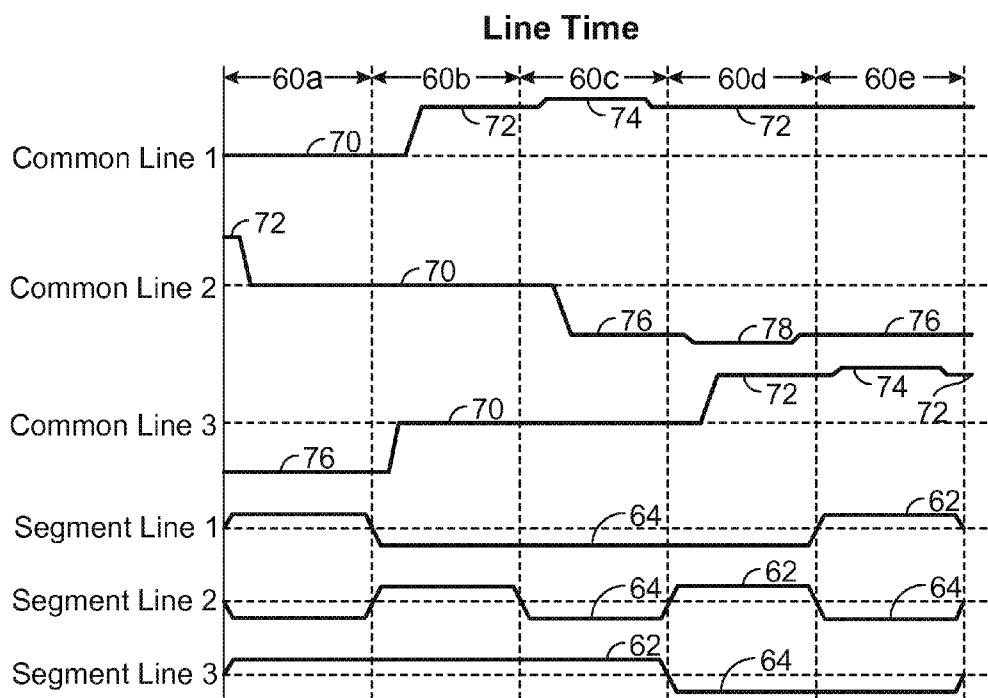 Line Time
60a 60b 60c 60d 60e
72 74 72
Common Line 1 70
72
Common Line 2 70
76 78 76
72 74 72
Common Line 3 70
76
Segment Line 1 64 62
Segment Line 2 64 62 64
Segment Line 3 62 64